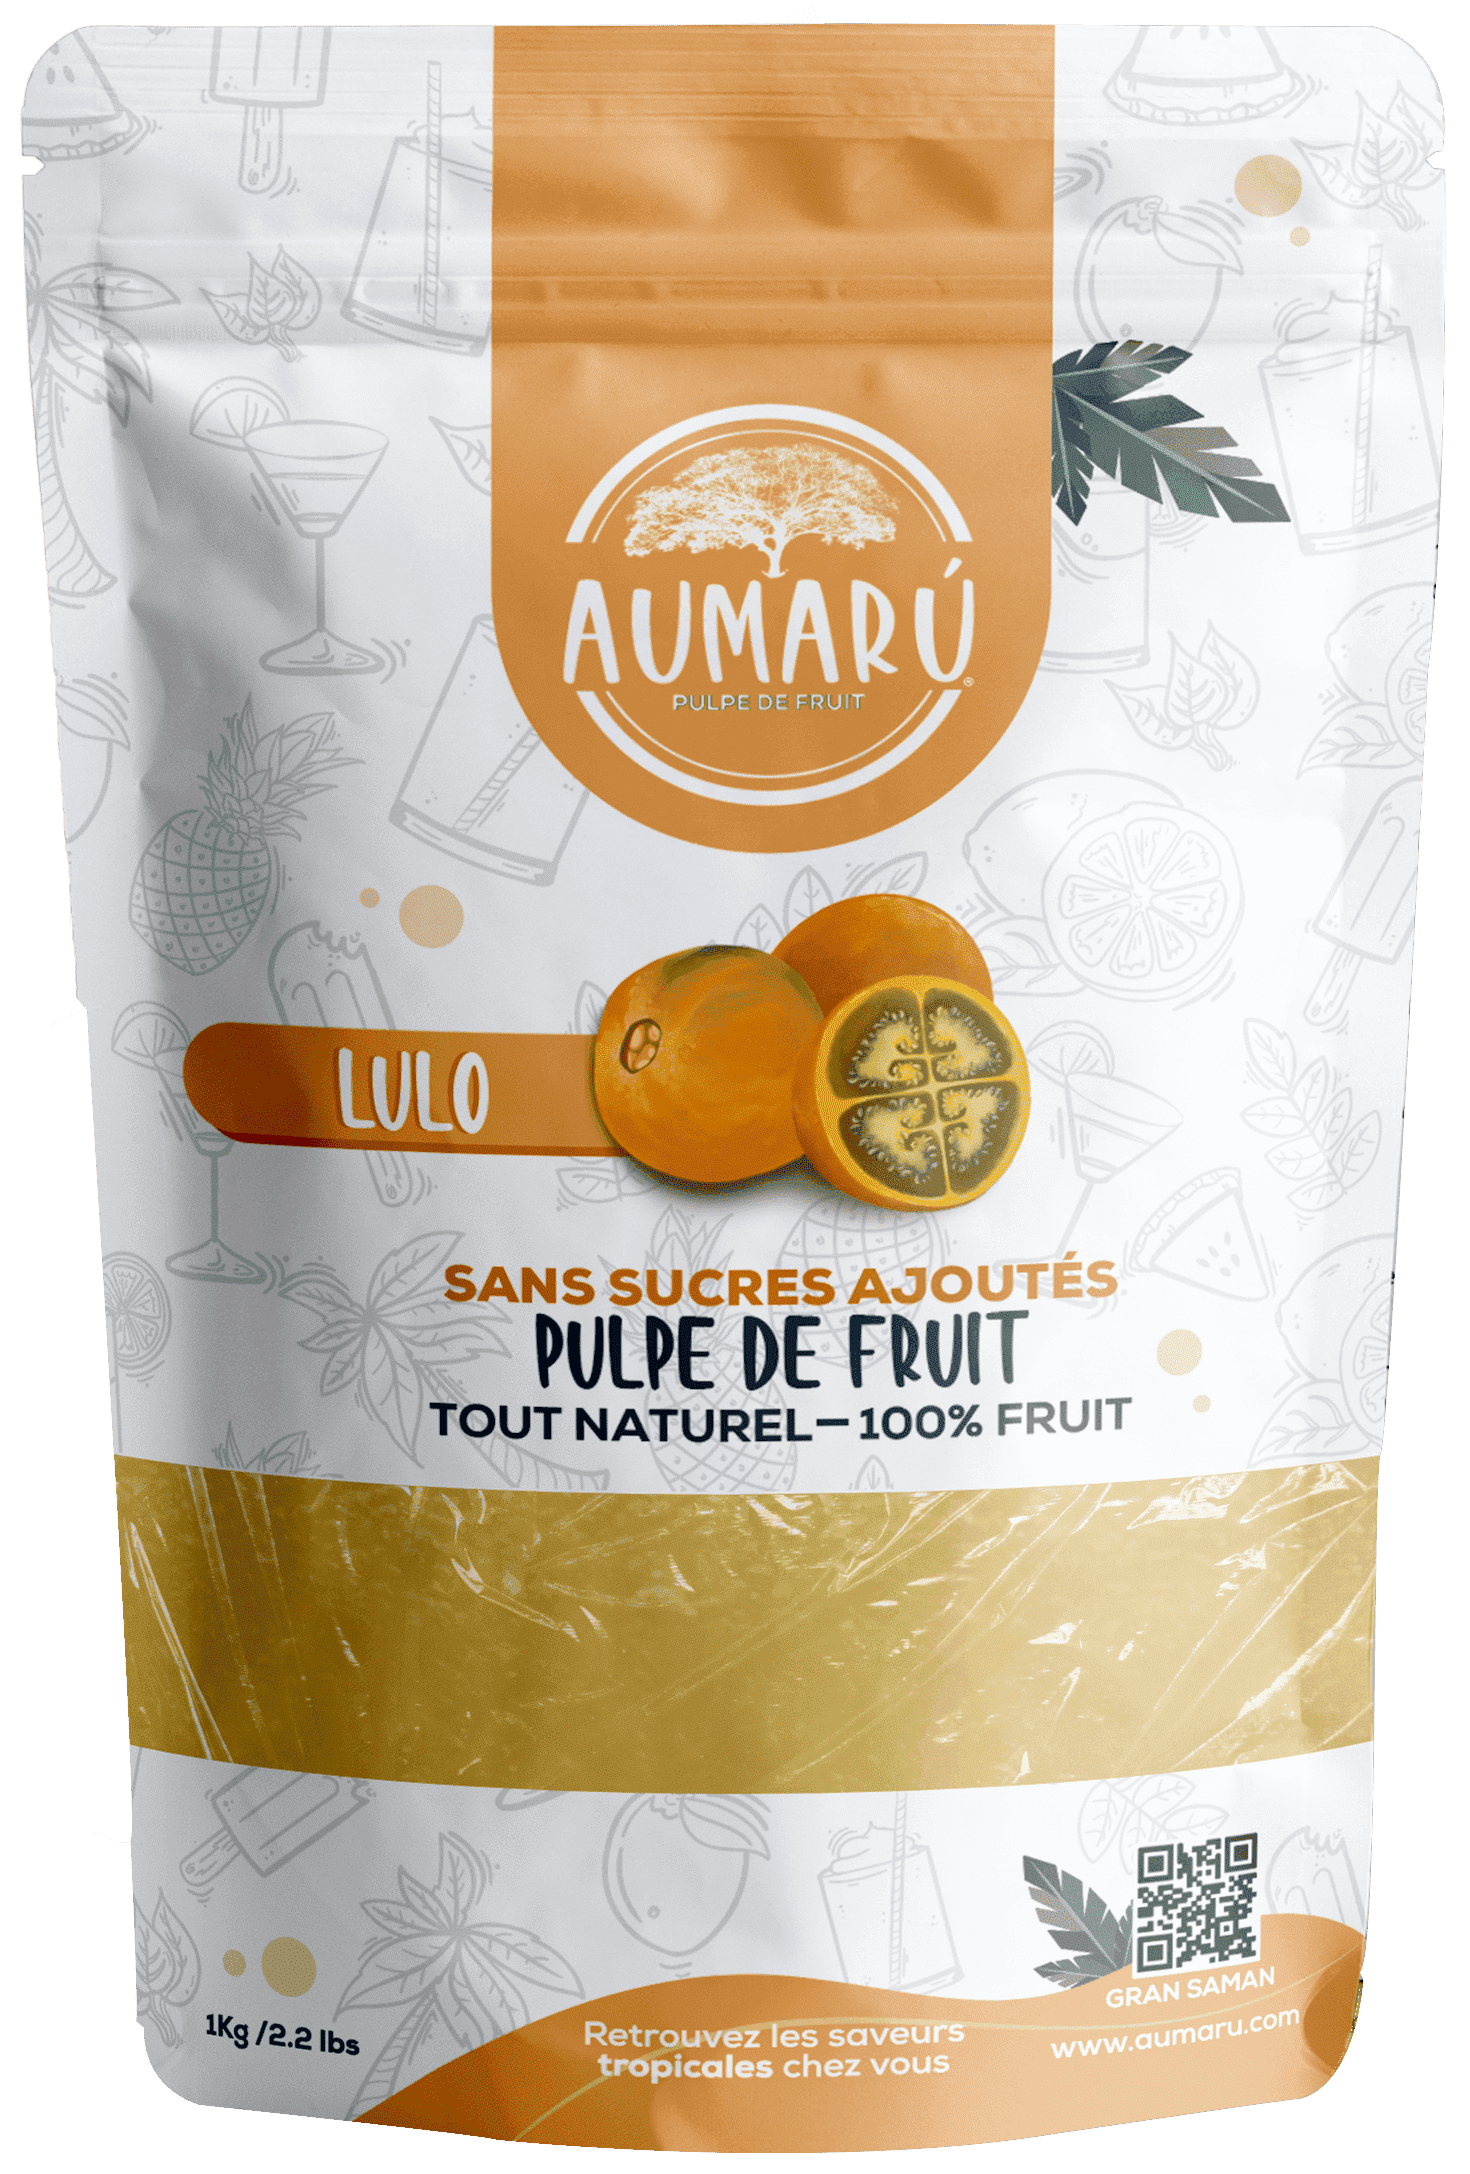 AUMARÚ®
PULPE DE FRUIT
LULO
SANS SUCRES AJOUTÉS
PULPE DE FRUIT
TOUT NATUREL–100% FRUIT
GRAN SAMAN
1Kg /2.2 lbs
Retrouvez les saveurs
tropicales chez vous
www.aumaru.com